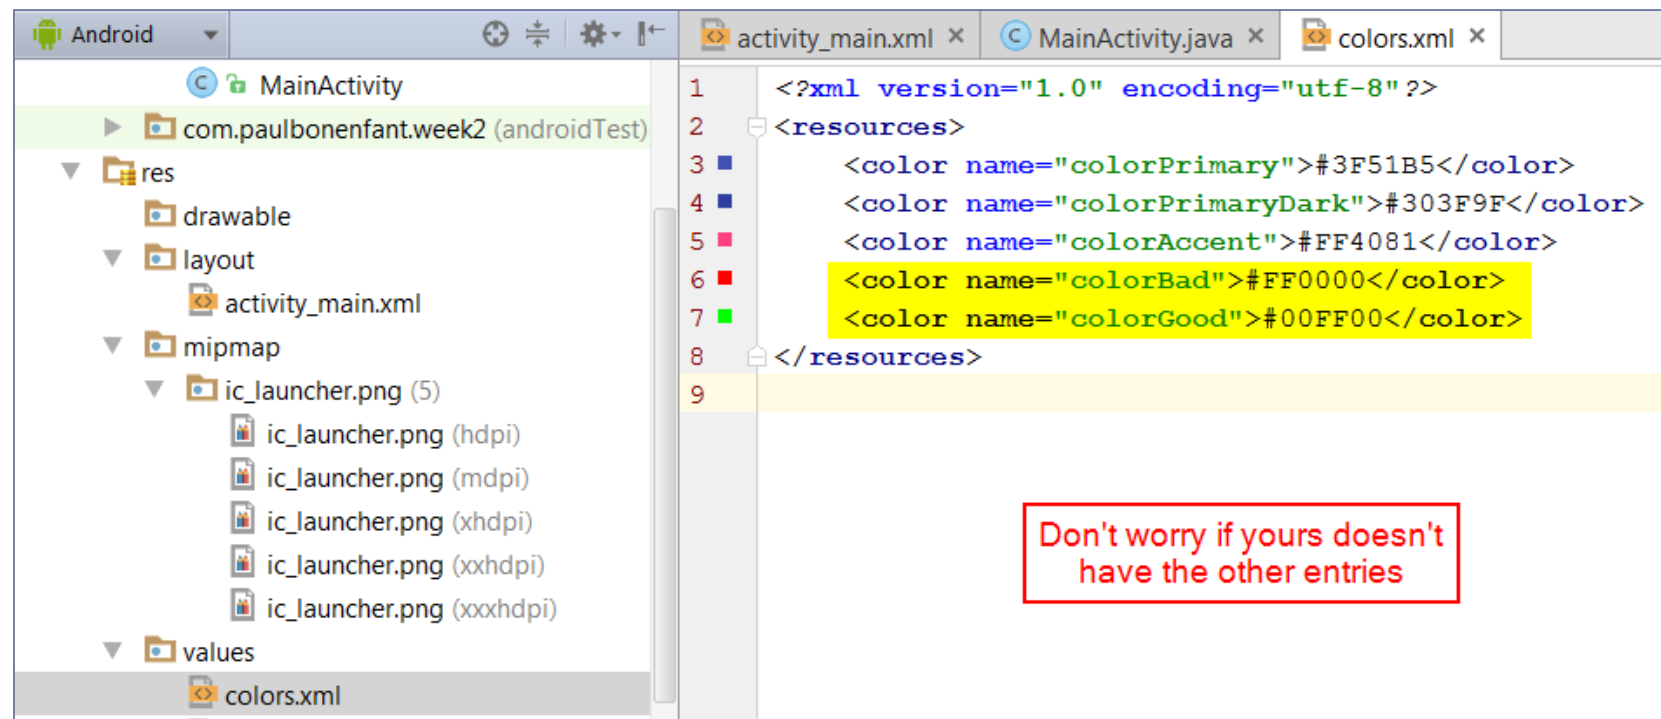 Android
activity_main.xml
MainActivity.java
colors.xml
MainActivity
com.paulbonenfant.week2 (androidTest)
res
drawable
layout
activity_main.xml
mipmap
ic_launcher.png (5)
ic_launcher.png (hdpi)
ic_launcher.png (mdpi)
ic_launcher.png (xhdpi)
ic_launcher.png (xxhdpi)
ic_launcher.png (xxxhdpi)
values
colors.xml
1 <?xml version="1.0" encoding="utf-8"?>
2 <resources>
3 <color name="colorPrimary">#3F51B5</color>
4 <color name="colorPrimaryDark">#303F9F</color>
5 <color name="colorAccent">#FF4081</color>
6 <color name="colorBad">#FF0000</color>
7 <color name="colorGood">#00FF00</color>
8 </resources>
9
Don't worry if yours doesn't
have the other entries